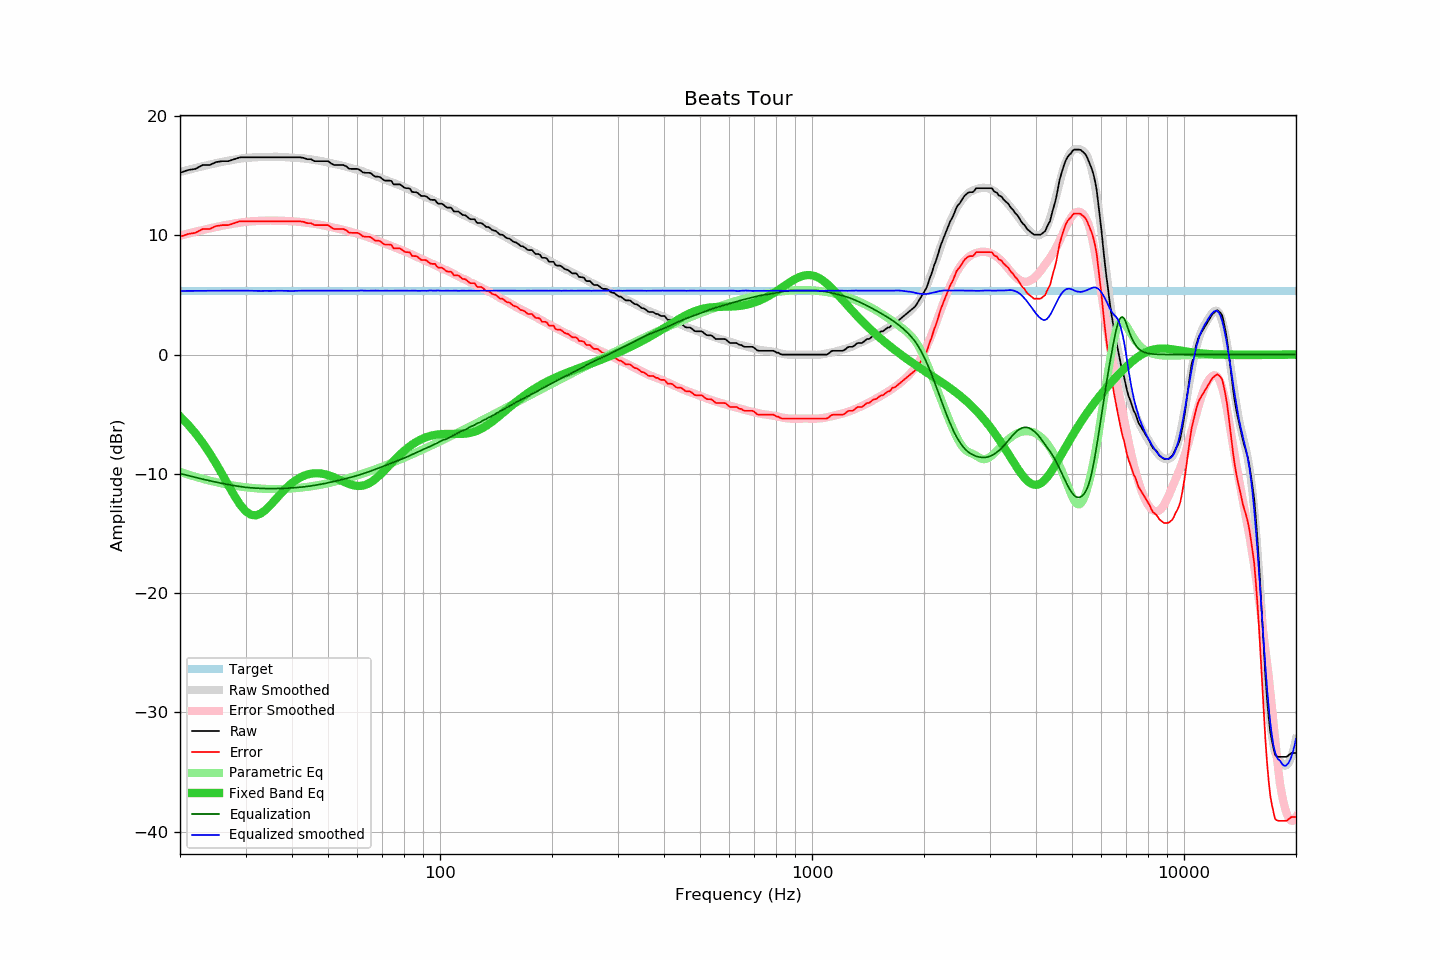 Beats Tour
20
10
0
−10
−20
−30
−40
Amplitude (dBr)
Target
Raw Smoothed
Error Smoothed
Raw
Error
Parametric Eq
Fixed Band Eq
Equalization
Equalized smoothed
100
1000
10000
Frequency (Hz)